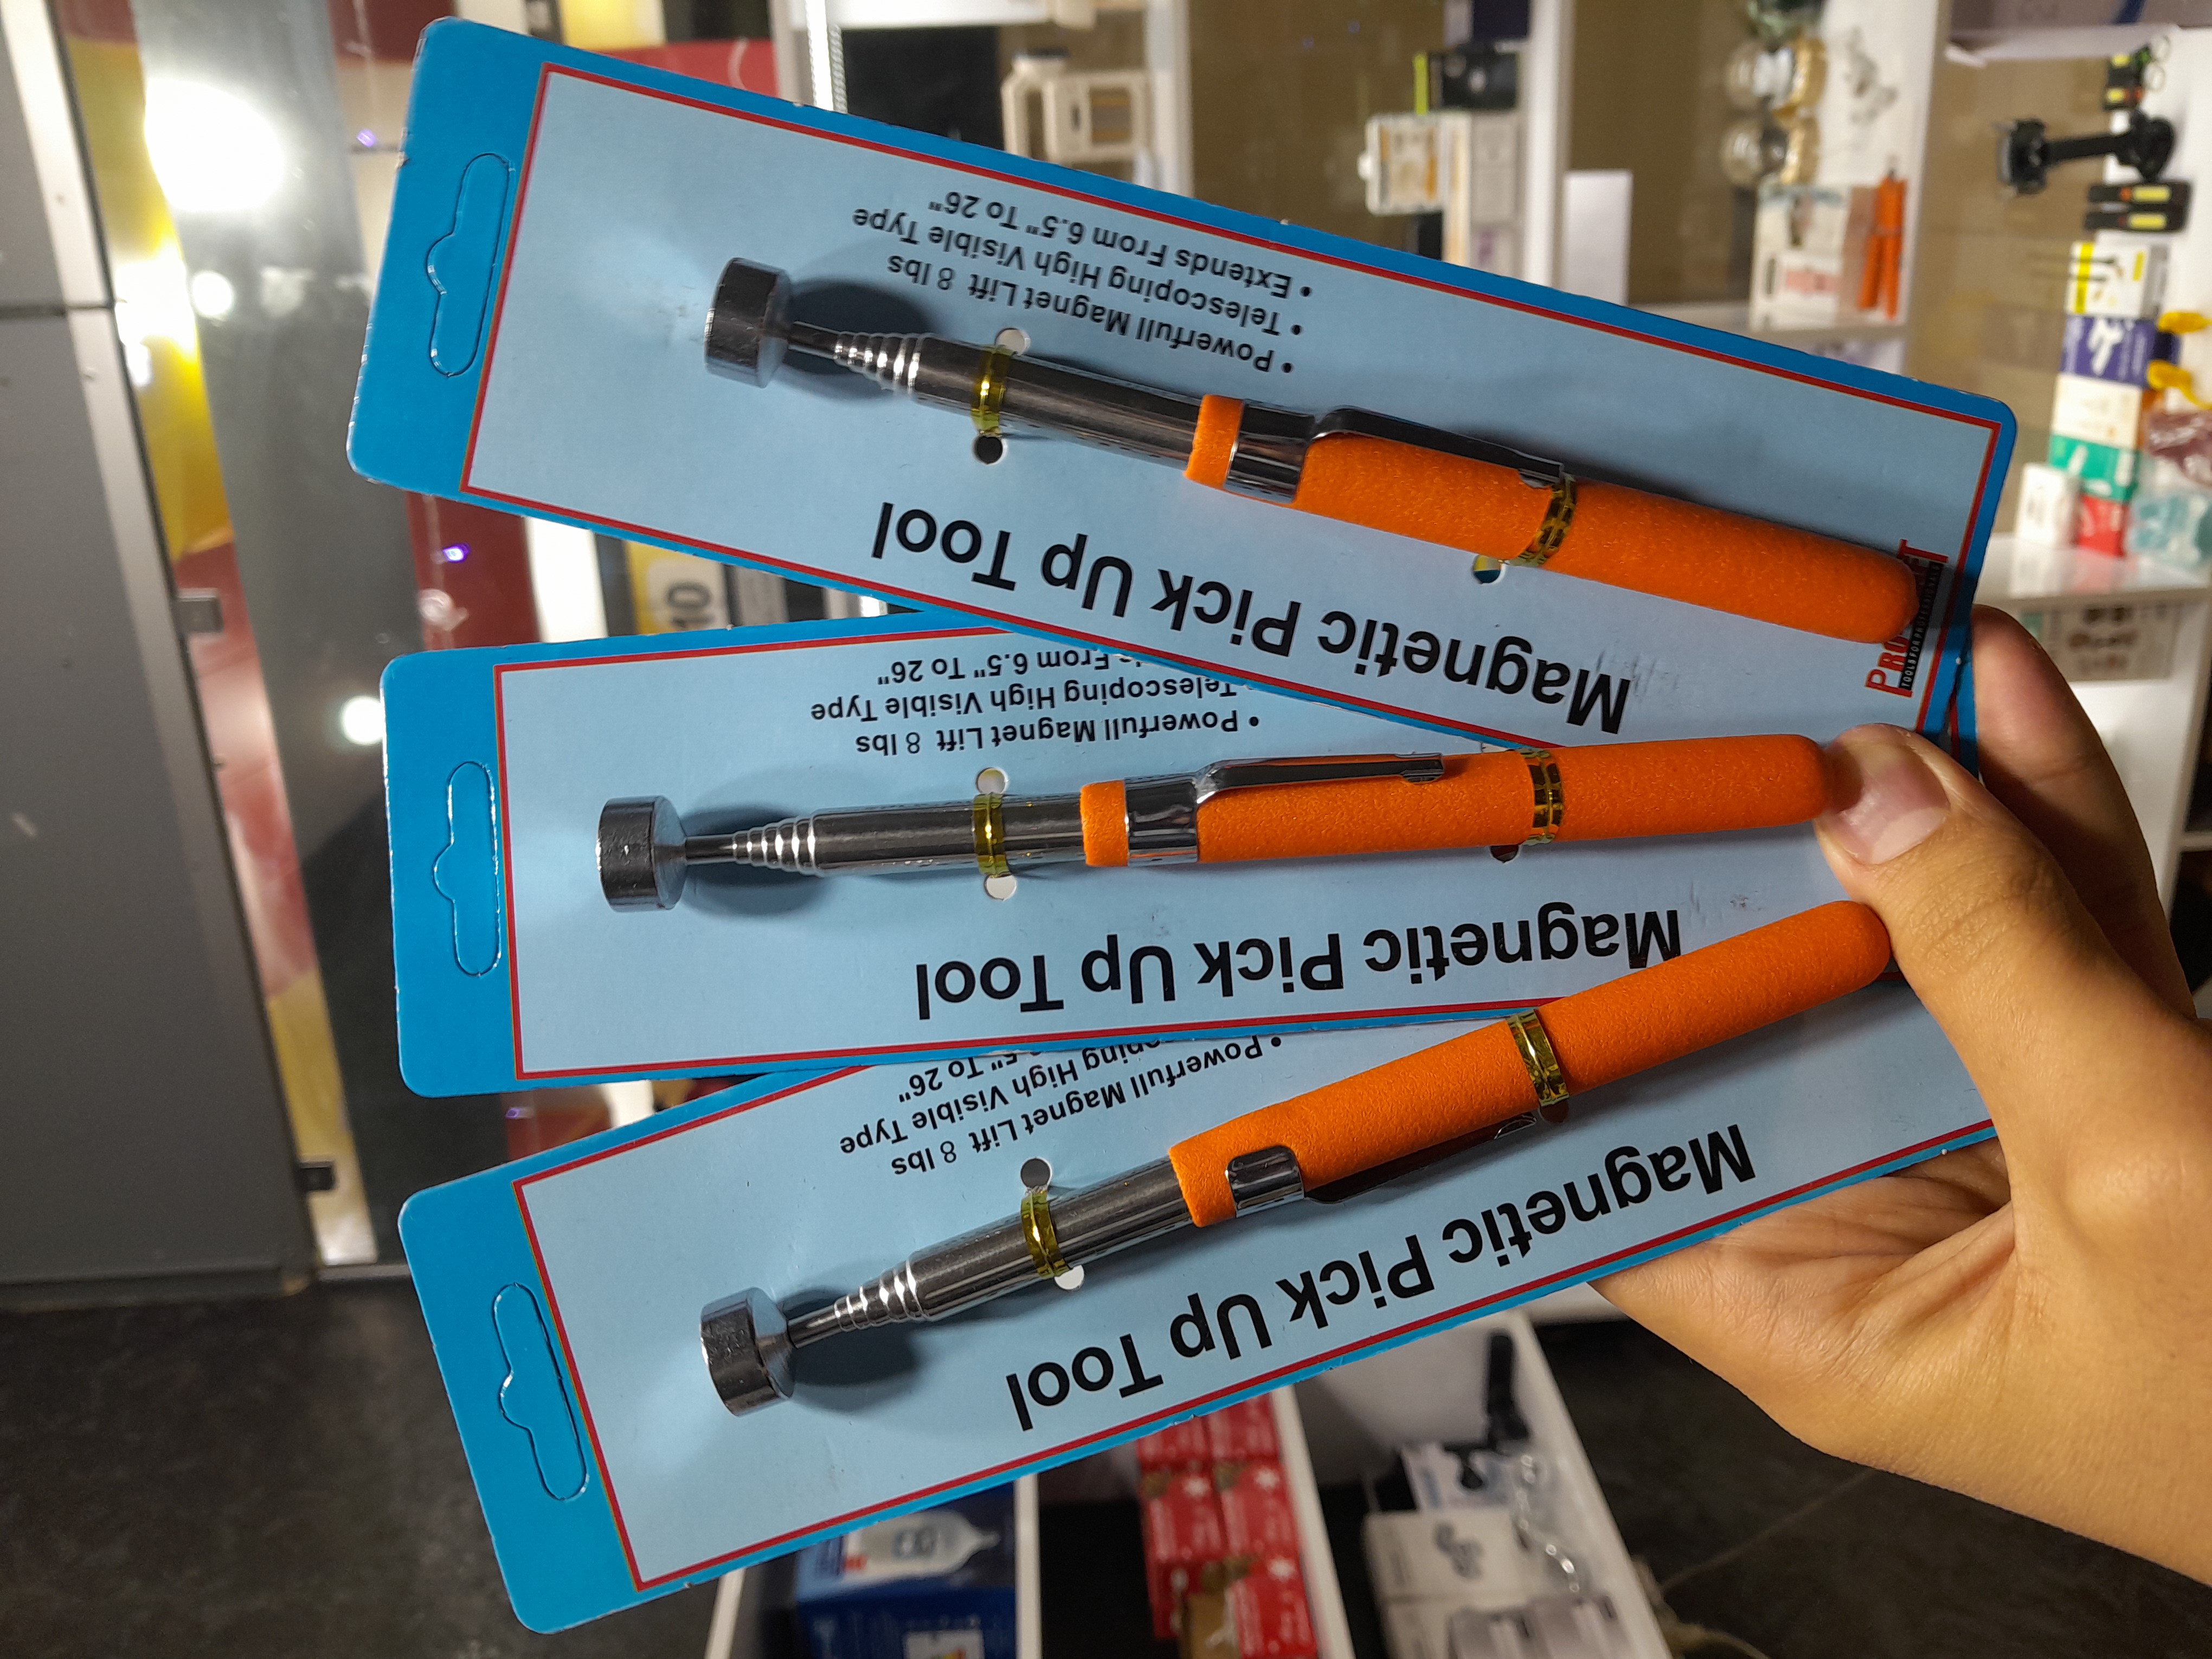 Magnetic Pick Up Tool
• Powerfull Magnet Lift 8 lbs
• Telescoping High Visible Type
• Extends From 6.5" To 26"
Magnetic Pick Up Tool
• Powerfull Magnet Lift 8 lbs
Telescoping High Visible Type
From 6.5" To 26"
Magnetic Pick Up Tool
• Powerfull Magnet Lift 8 lbs
High Visible Type
To 26"
10